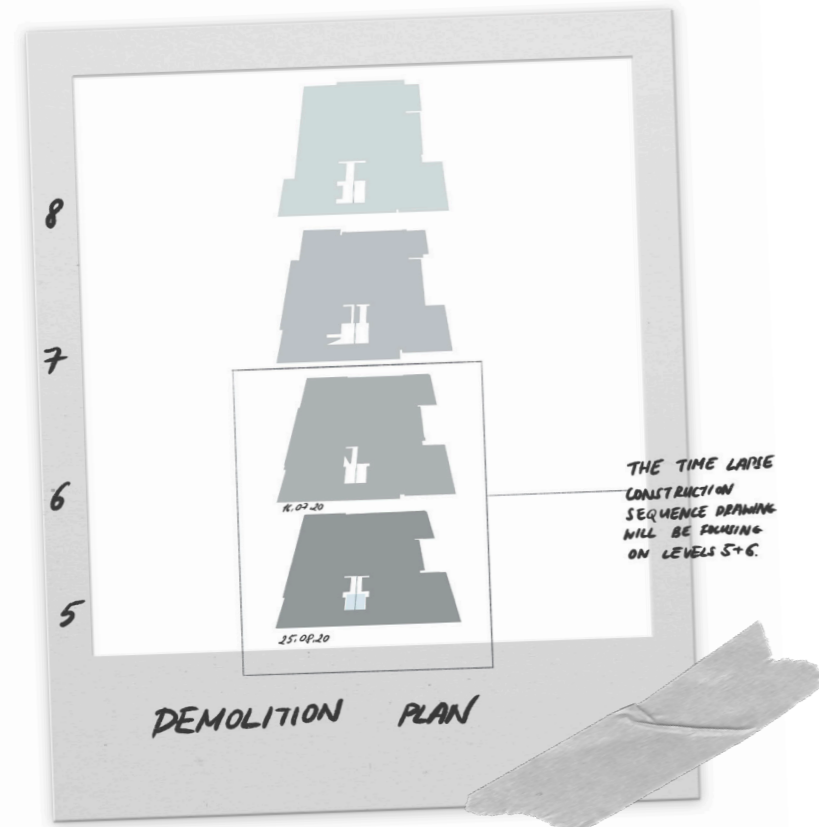 8
7
6
16.07.20
5
25.08.20
THE TIME LAPSE
CONSTRUCTION
SEQUENCE DRAWING
WILL BE FOCUSING
ON LEVELS 5+6.
DEMOLITION PLAN